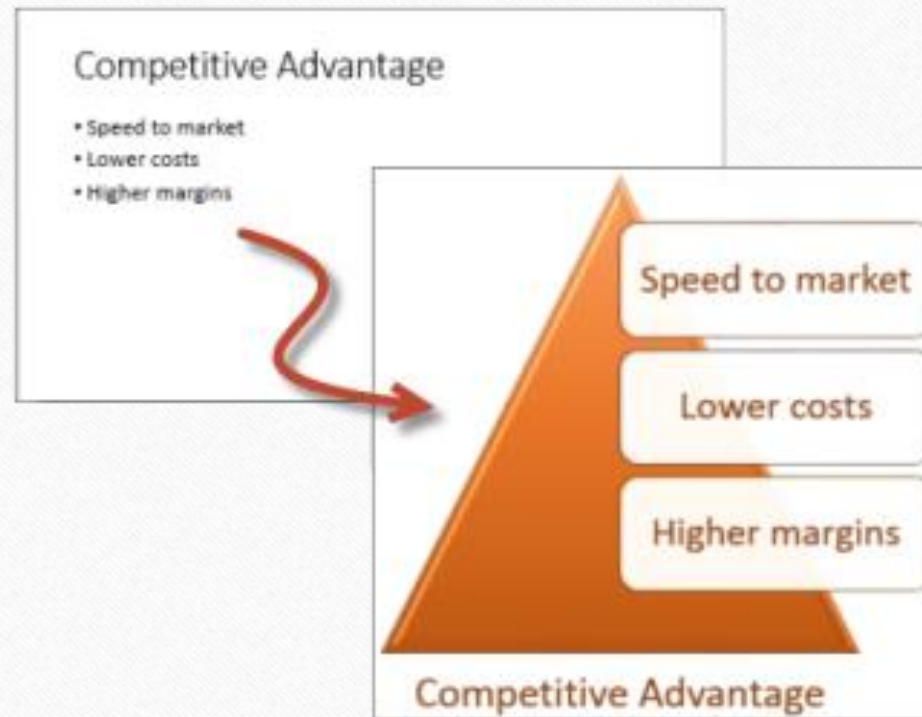 Competitive Advantage
• Speed to market
• Lower costs
• Higher margins
Speed to market
Lower costs
Higher margins
Competitive Advantage